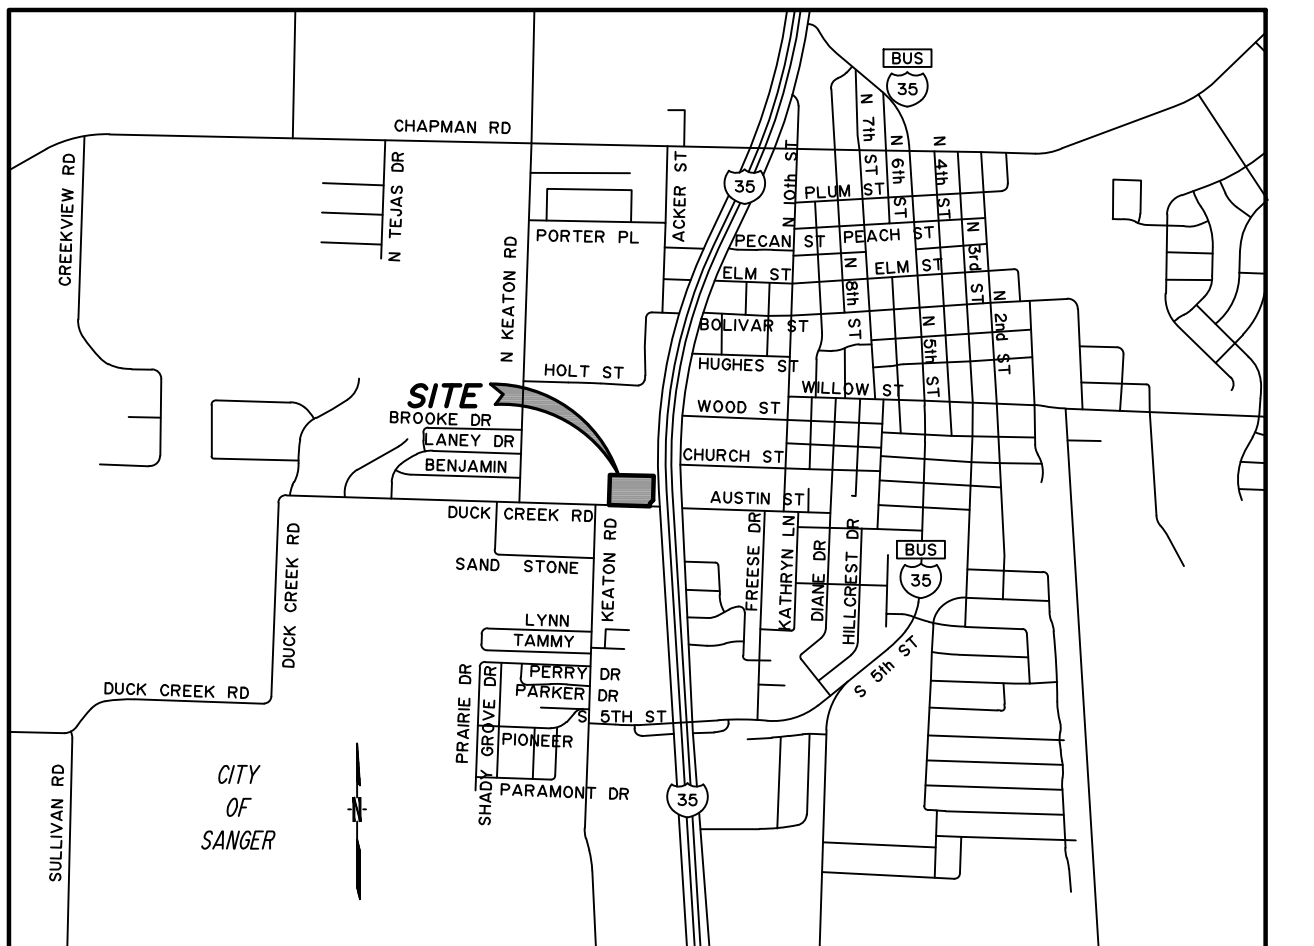 BUS
35
CHAPMAN RD
N 7th ST
N 6th ST
N 4th ST
CREEKVIEW RD
N TEJAS DR
ACKER ST
N 10th ST
35
PLUM ST
PORTER PL
PECAN ST
PEACH ST
N 3rd ST
N KEATON RD
ELM ST
ELM ST
N 8th ST
N 2nd ST
BOLIVAR ST
N 5th ST
HOLT ST
HUGHES ST
SITE
WILLOW ST
BROOKE DR
WOOD ST
LANEY DR
BENJAMIN
CHURCH ST
AUSTIN ST
DUCK CREEK RD
DUCK CREEK RD
KEATON RD
FREESE DR
KATHRYN LN
DIANE DR
HILLCREST DR
BUS
35
SAND STONE
LYNN
TAMMY
PERRY DR
PARKER DR
DUCK CREEK RD
PRAIRIE DR
SHADY GROVE DR
S 5th ST
S 5TH ST
PIONEER
PARAMONT DR
35
SULLIVAN RD
CITY
OF
SANGER
N